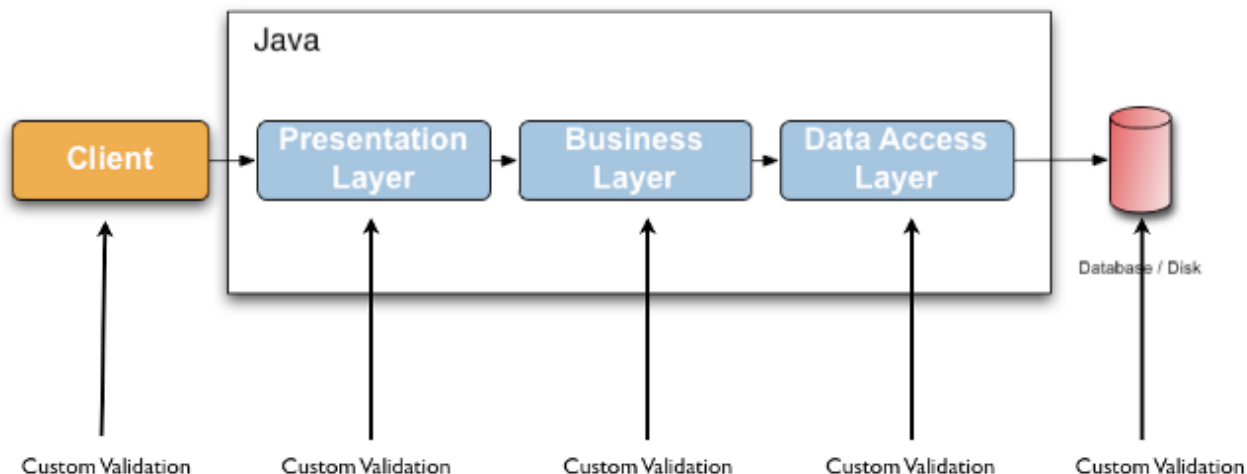 Java
Client
Presentation
Layer
Business
Layer
Data Access
Layer
Database / Disk
Custom Validation
Custom Validation
Custom Validation
Custom Validation
Custom Validation